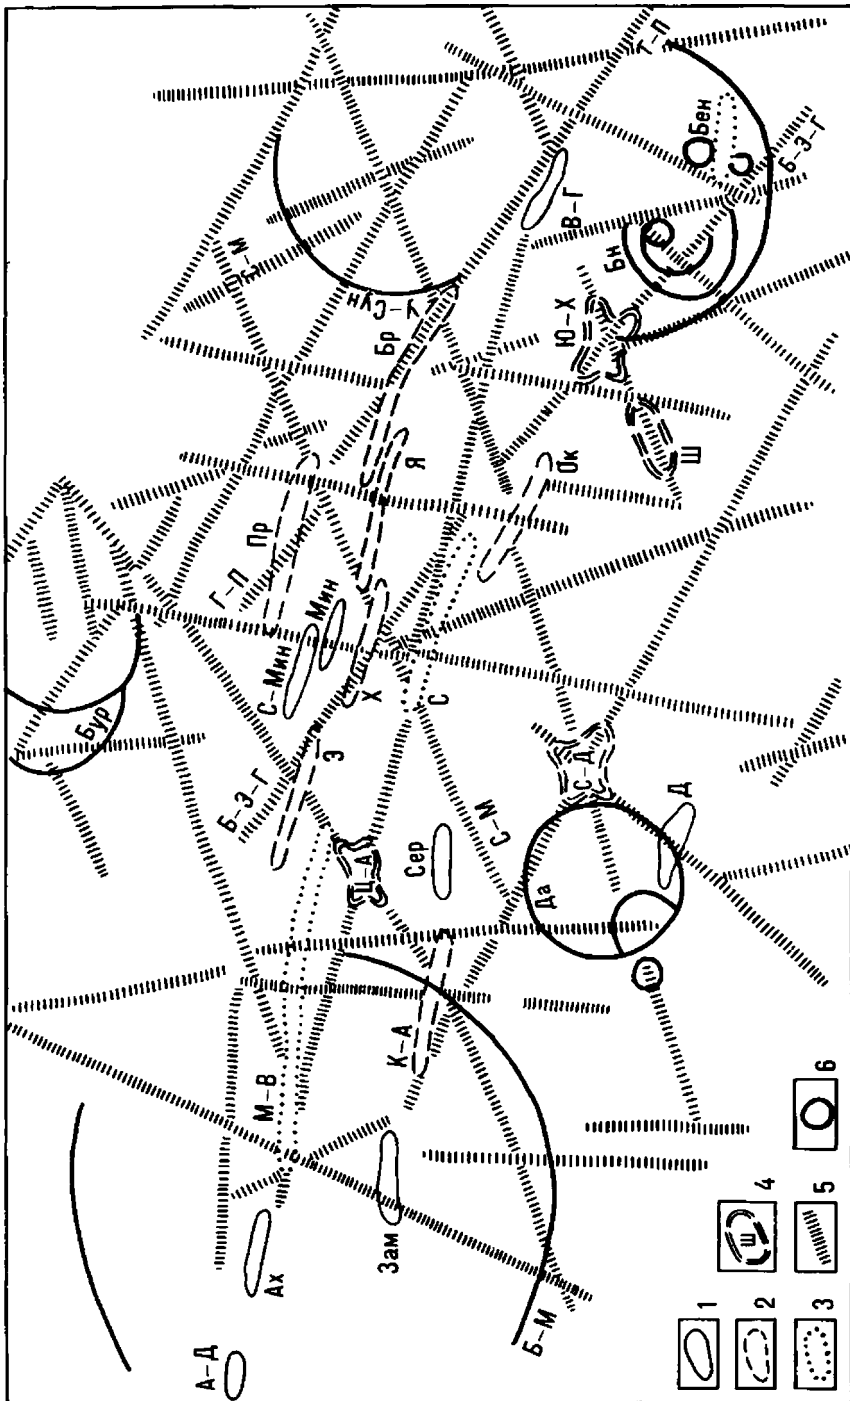 Бур
А-Д
М-В
Б-З-Г
Г-П
Ах
С-Мин
Пр
З
Мин
Х
Я
Бр
Зам
К-А
Ц-А
Сер
С
С-М
Б-М
Ок
В-Г
Да
С-Д
Ю-Х
Д
Ш
Бн
Бен
Т-П
Б-З-Г
1
2
3
Ш
4
5
6